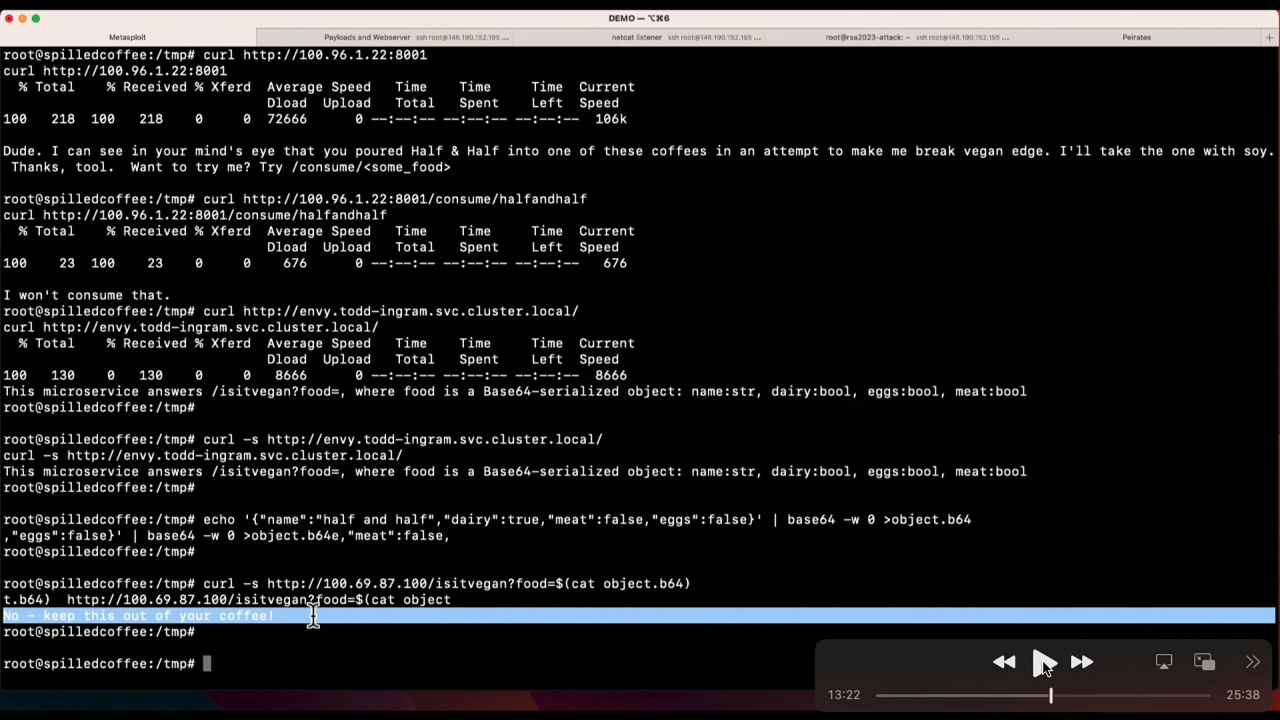 DEMO — ⌥⌘6
Metasploit
Payloads and Webserver ssh root@146.190.152.195 ...
netcat listener ssh root@146.190.152.195 ...
root@rsa2023-attack: ~ ssh root@146.190.152.195 ...
Peirates
+
root@spilledcoffee:/tmp# curl http://100.96.1.22:8001
curl http://100.96.1.22:8001
% Total % Received % Xferd Average Speed Time Time Time Current
Dload Upload Total Spent Left Speed
100 218 100 218 0 0 72666 0 --:--:-- --:--:-- --:--:-- 106k
Dude. I can see in your mind's eye that you poured Half & Half into one of these coffees in an attempt to make me break vegan edge. I'll take the one with soy.
Thanks, tool. Want to try me? Try /consume/<some_food>
root@spilledcoffee:/tmp# curl http://100.96.1.22:8001/consume/halfandhalf
curl http://100.96.1.22:8001/consume/halfandhalf
% Total % Received % Xferd Average Speed Time Time Time Current
Dload Upload Total Spent Left Speed
100 23 100 23 0 0 676 0 --:--:-- --:--:-- --:--:-- 676
I won't consume that.
root@spilledcoffee:/tmp# curl http://envy.todd-ingram.svc.cluster.local/
curl http://envy.todd-ingram.svc.cluster.local/
% Total % Received % Xferd Average Speed Time Time Time Current
Dload Upload Total Spent Left Speed
100 130 0 130 0 0 8666 0 --:--:-- --:--:-- --:--:-- 8666
This microservice answers /isitvegan?food=, where food is a Base64-serialized object: name:str, dairy:bool, eggs:bool, meat:bool
root@spilledcoffee:/tmp#
root@spilledcoffee:/tmp# curl -s http://envy.todd-ingram.svc.cluster.local/
curl -s http://envy.todd-ingram.svc.cluster.local/
This microservice answers /isitvegan?food=, where food is a Base64-serialized object: name:str, dairy:bool, eggs:bool, meat:bool
root@spilledcoffee:/tmp#
root@spilledcoffee:/tmp# echo '{"name":"half and half","dairy":true,"meat":false,"eggs":false}' | base64 -w 0 >object.b64
,"eggs":false}' | base64 -w 0 >object.b64e,"meat":false,
root@spilledcoffee:/tmp#
root@spilledcoffee:/tmp# curl -s http://100.69.87.100/isitvegan?food=$(cat object.b64)
t.b64) http://100.69.87.100/isitvegan?food=$(cat object
No - keep this out of your coffee!
root@spilledcoffee:/tmp#
root@spilledcoffee:/tmp#
13:22
25:38